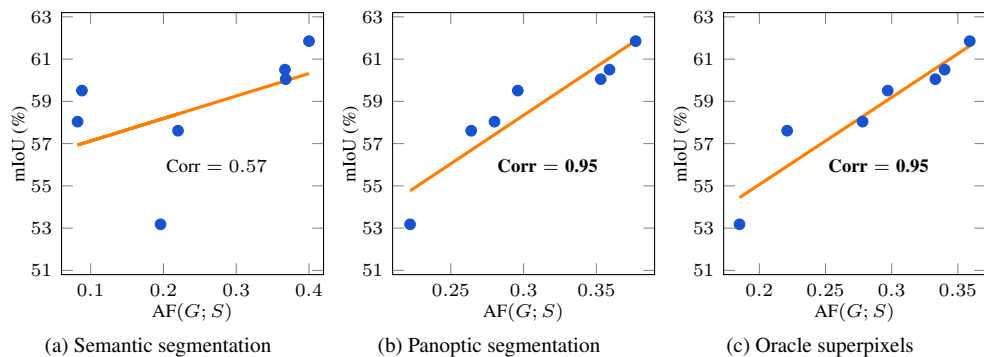 63
61
59
57
55
53
51
mIoU (%)
Corr = 0.57
0.1 0.2 0.3 0.4
AF(G; S)
(a) Semantic segmentation
63
61
59
57
55
53
51
mIoU (%)
Corr = 0.95
0.25 0.3 0.35
AF(G; S)
(b) Panoptic segmentation
63
61
59
57
55
53
51
mIoU (%)
Corr = 0.95
0.2 0.25 0.3 0.35
AF(G; S)
(c) Oracle superpixels